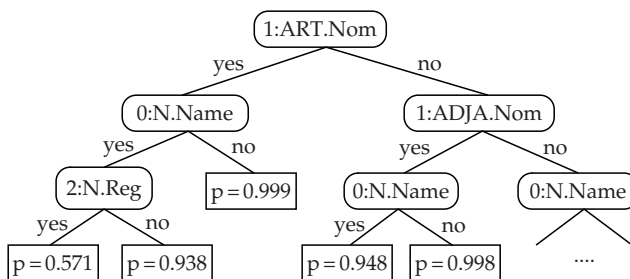 1:ART.Nom
yes no
0:N.Name 1:ADJA.Nom
yes no yes no
2:N.Reg p = 0.999 0:N.Name 0:N.Name
yes no yes no
p = 0.571 p = 0.938 p = 0.948 p = 0.998 ....